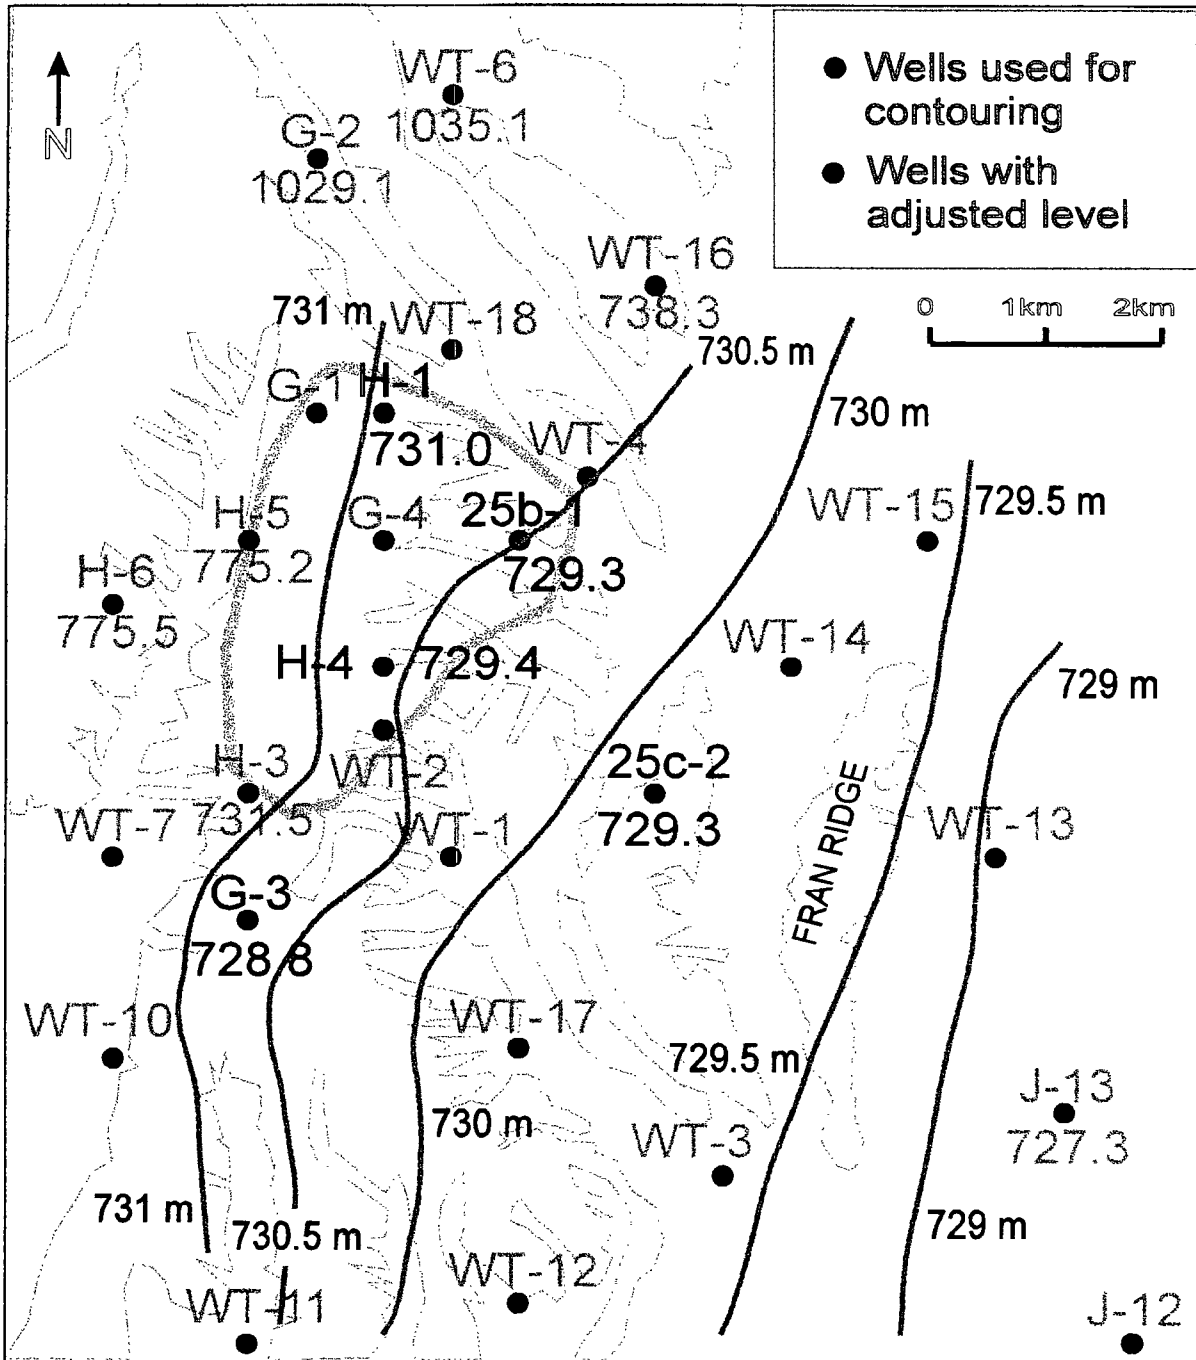 WT-6
1035.1
G-2
1029.1
N
Wells used for
contouring
Wells with
adjusted level
WT-16
738.3
0 1km 2km
731 m
WT-18
730.5 m
G-1
H-1
731.0
730 m
WT-4
H-5
775.2
G-4
25b-1
729.3
WT-15
729.5 m
H-6
775.5
H-4
729.4
WT-14
729 m
H-3
731.5
WT-2
25c-2
729.3
WT-7
WT-1
FRAN RIDGE
WT-13
G-3
728.8
WT-10
WT-17
729.5 m
730 m
WT-3
J-13
727.3
731 m
730.5 m
729 m
WT-12
WT-11
J-12